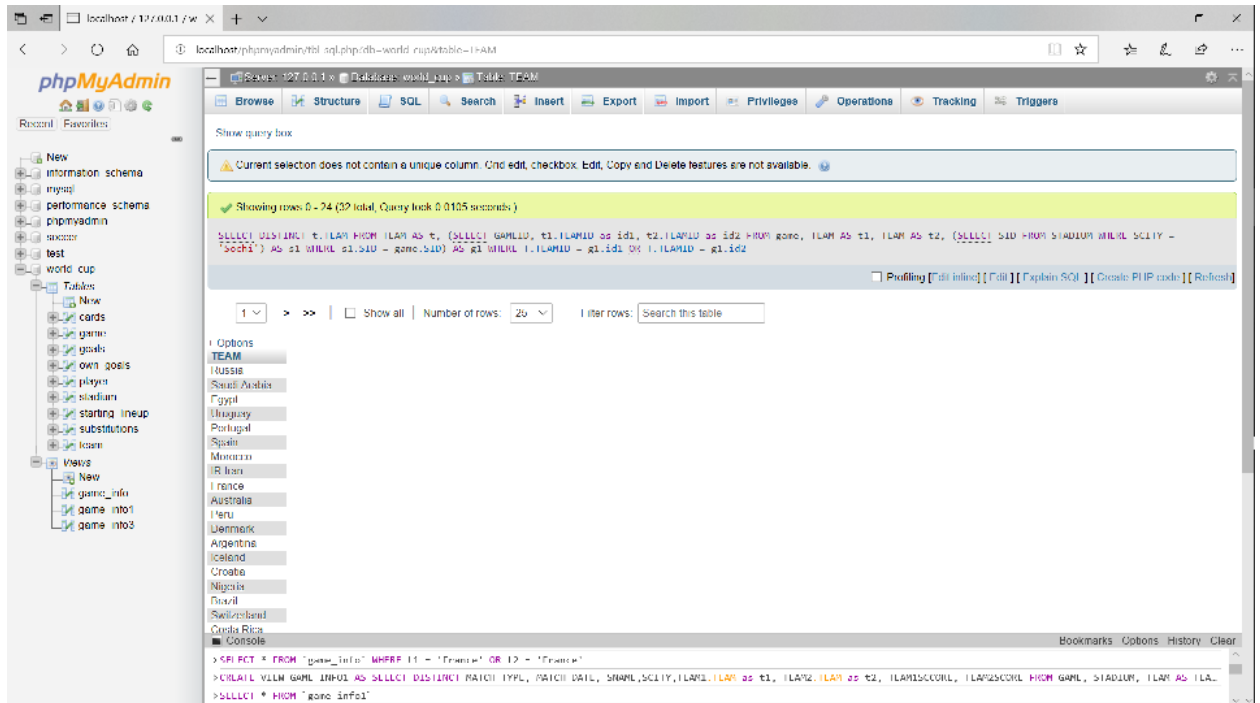 localhost / 127.0.0.1 / w
localhost/phpmyadmin/tbl_sql.php?db=world_cup&table=TEAM
phpMyAdmin
Recent Favorites
New
information_schema
mysql
performance_schema
phpmyadmin
soccer
test
world_cup
Tables
New
cards
game
goals
own_goals
player
stadium
starting_lineup
substitutions
team
Views
New
game_info
game_info1
game_info3
Server: 127.0.0.1 » Database: world_cup » Table: TEAM
Browse Structure SQL Search Insert Export Import Privileges Operations Tracking Triggers
Show query box
Current selection does not contain a unique column. Grid edit, checkbox, Edit, Copy and Delete features are not available.
Showing rows 0 - 24 (32 total, Query took 0.0105 seconds.)
SELECT DISTINCT t.TEAM FROM TEAM AS t, (SELECT GAMEID, t1.TEAMID as id1, t2.TEAMID as id2 FROM game, TEAM AS t1, TEAM AS t2, (SELECT SID FROM STADIUM WHERE SCITY =
'Sochi') AS s1 WHERE s1.SID = game.SID) AS g1 WHERE T.TEAMID = g1.id1 OR T.TEAMID = g1.id2
Profiling [Edit inline] [ Edit ] [ Explain SQL ] [ Create PHP code ] [ Refresh]
1 > >> Show all Number of rows: 25 Filter rows: Search this table
+ Options
TEAM
Russia
Saudi Arabia
Egypt
Uruguay
Portugal
Spain
Morocco
IR Iran
France
Australia
Peru
Denmark
Argentina
Iceland
Croatia
Nigeria
Brazil
Switzerland
Costa Rica
Console Bookmarks Options History Clear
>SELECT * FROM `game_info` WHERE t1 = 'France' OR t2 = 'France'
>CREATE VIEW GAME_INFO1 AS SELECT DISTINCT MATCH_TYPE, MATCH_DATE, SNAME,SCITY,TEAM1.TEAM as t1, TEAM2.TEAM as t2, TEAM1SCCORE, TEAM2SCORE FROM GAME, STADIUM, TEAM AS TEA…
>SELECT * FROM `game_info1`